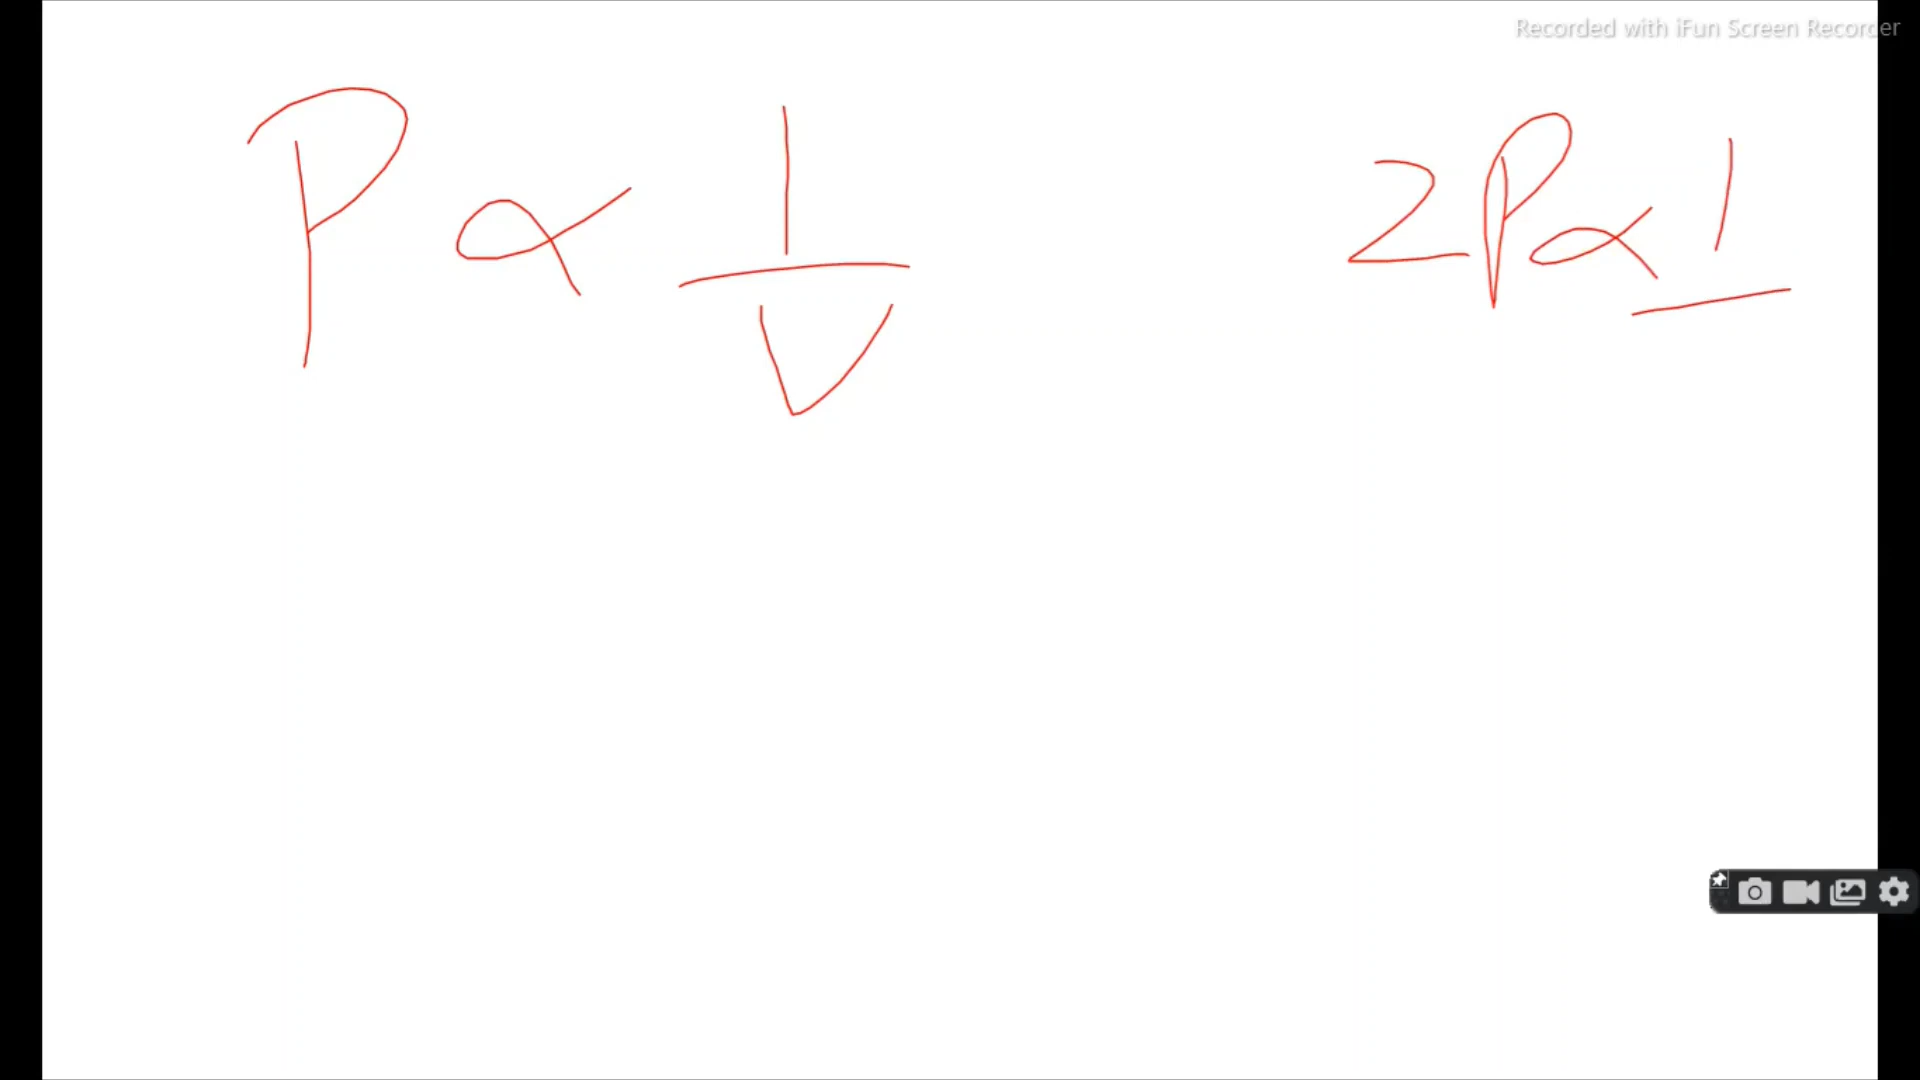 Recorded with iFun Screen Recorder
P ∝ 1/V
2P ∝ 1/